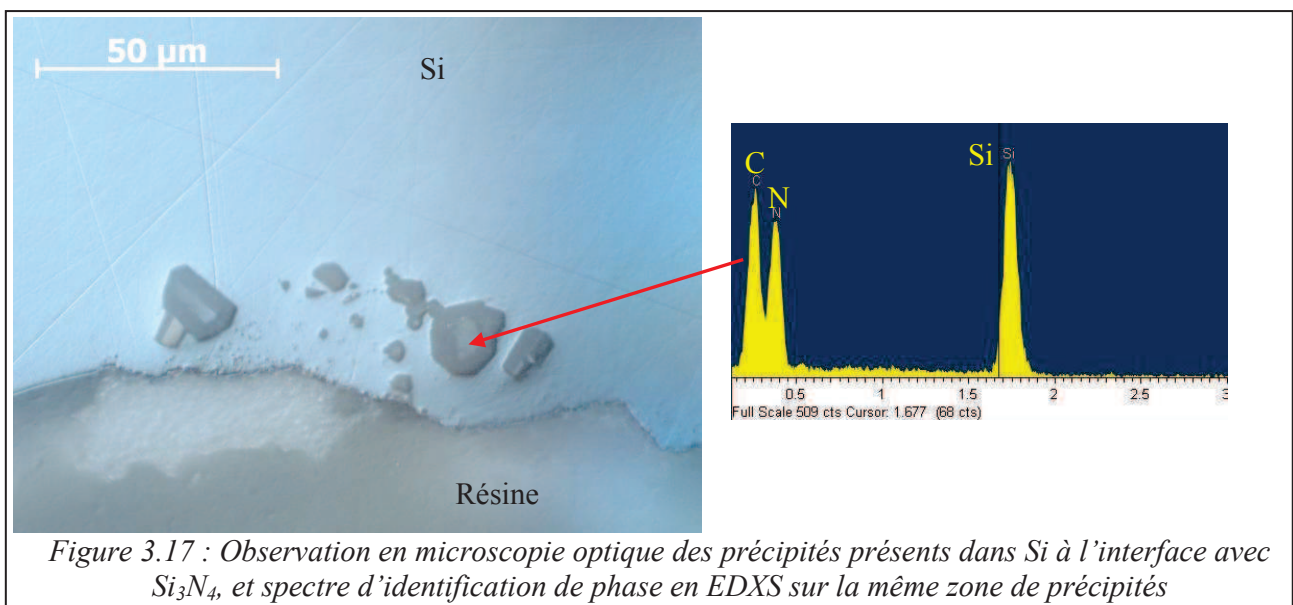 50 µm
Si
C
C
N
N
Si
Si
0.5 1 1.5 2 2.5 3
Full Scale 509 cts Cursor: 1.677 (68 cts)
Résine
Figure 3.17 : Observation en microscopie optique des précipités présents dans Si à l'interface avec
Si₃N₄, et spectre d'identification de phase en EDXS sur la même zone de précipités